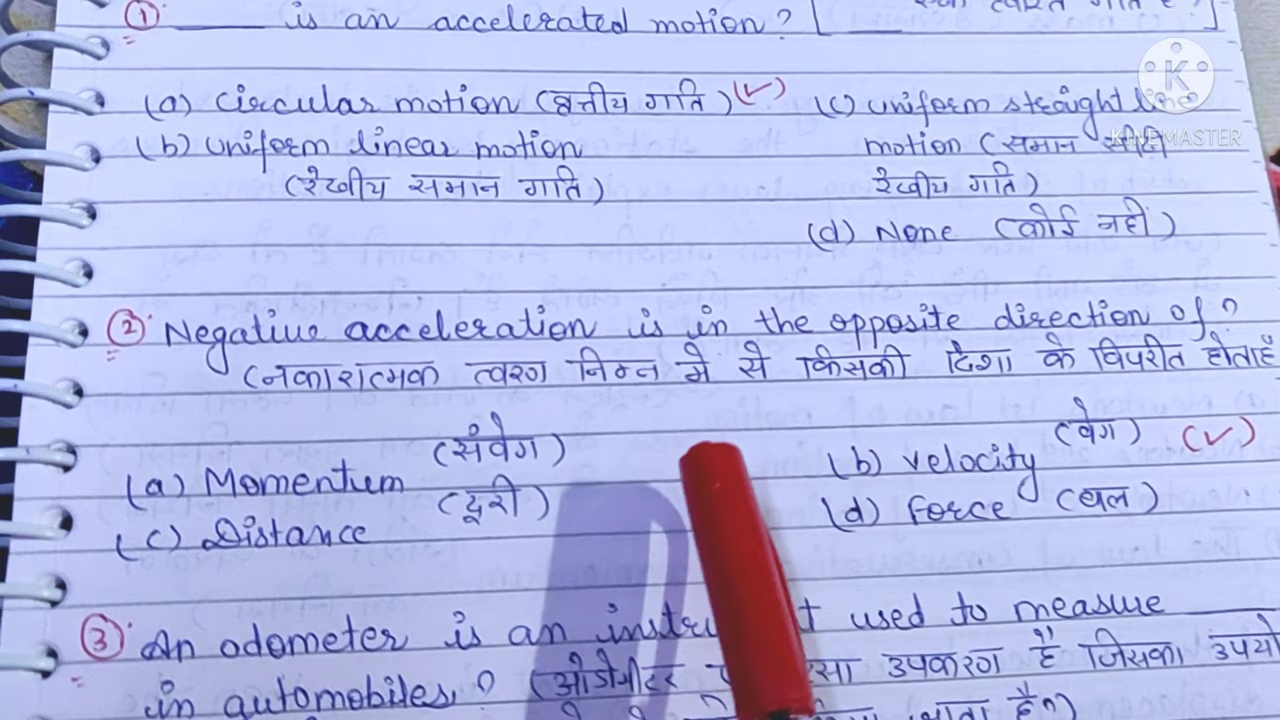 ① ____ is an accelerated motion? [
(a) circular motion (वृत्तीय गति) (✓)
(b) uniform linear motion
(रेखीय समान गति)
(c) uniform straight line
motion (समान सीधी
रेखीय गति)
(d) None (कोई नहीं)
K
KINEMASTER
② Negative acceleration is in the opposite direction of?
(नकारात्मक त्वरण निम्न मे से किसकी दिशा के विपरीत होता है
(a) Momentum (संवेग)
(b) velocity (वेग) (✓)
(c) Distance (दूरी)
(d) Force (बल)
③ An odometer is an used to measure ____
in automobiles? (ओडोमीटर उपकरण है जिसका